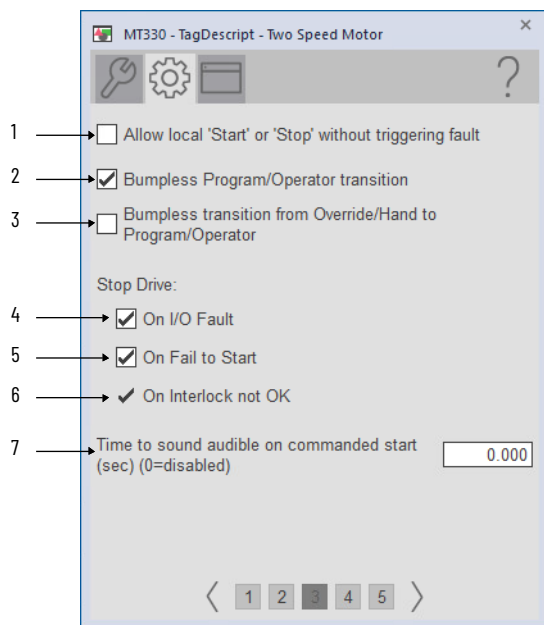 MT330 - TagDescript - Two Speed Motor
×
?
1 Allow local 'Start' or 'Stop' without triggering fault
2 Bumpless Program/Operator transition
3 Bumpless transition from Override/Hand to
Program/Operator
Stop Drive:
4 On I/O Fault
5 On Fail to Start
6 On Interlock not OK
7 Time to sound audible on commanded start
(sec) (0=disabled) 0.000
1 2 3 4 5